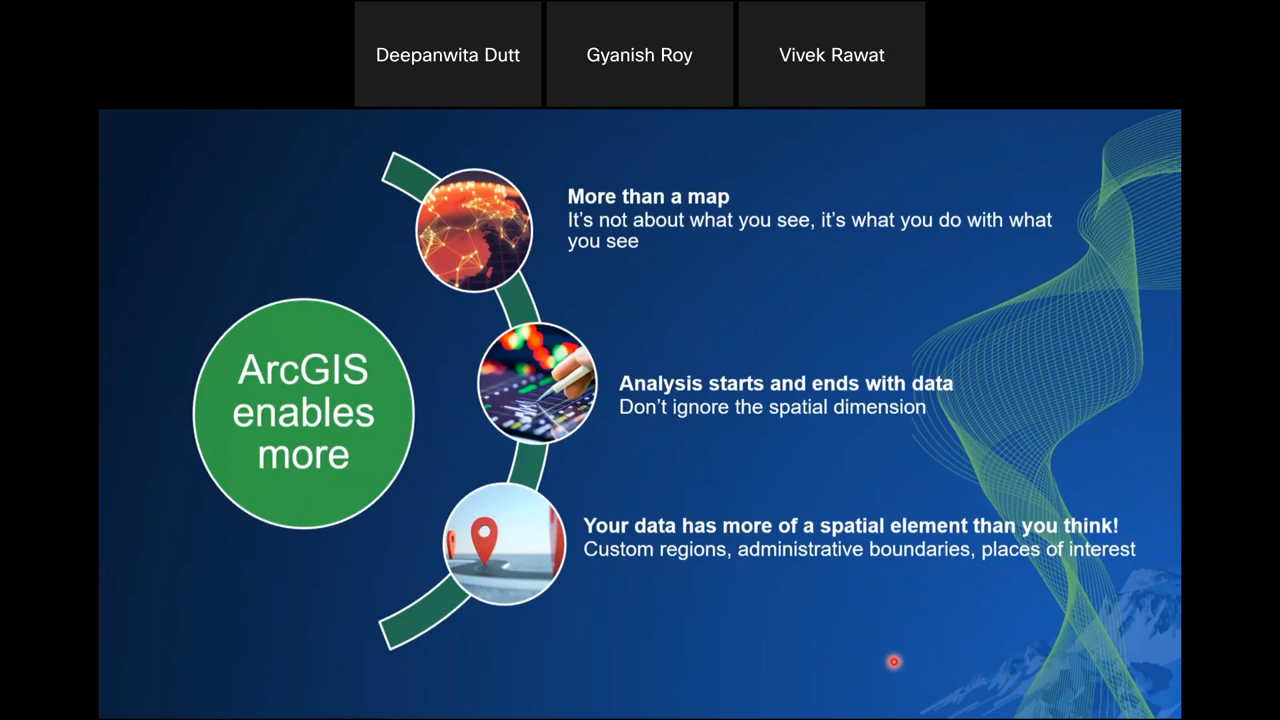 Deepanwita Dutt
Gyanish Roy
Vivek Rawat
ArcGIS
enables
more
More than a map
It's not about what you see, it's what you do with what
you see
Analysis starts and ends with data
Don't ignore the spatial dimension
Your data has more of a spatial element than you think!
Custom regions, administrative boundaries, places of interest